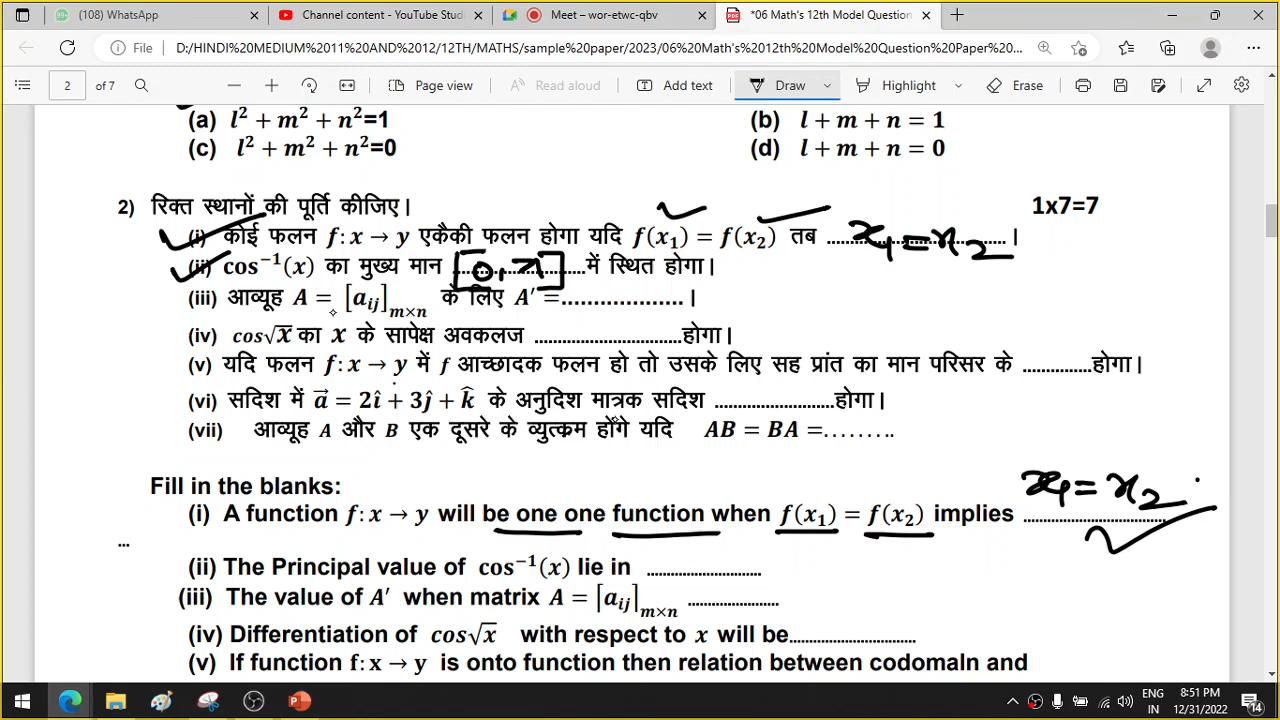 (108) WhatsApp
Channel content - YouTube Stud
Meet – wor-etwc-qbv
*06 Math's 12th Model Question
File
D:/HINDI%20MEDIUM%2011%20AND%2012/12TH/MATHS/sample%20paper/2023/06%20Math's%2012th%20Model%20Question%20Paper%20...
2 of 7
Page view
Read aloud
Add text
Draw
Highlight
Erase
(a) l² + m² + n²=1 (b) l + m + n = 1
(c) l² + m² + n²=0 (d) l + m + n = 0
2) रिक्त स्थानों की पूर्ति कीजिए। 1x7=7
(i) कोई फलन f: x → y एकैकी फलन होगा यदि f(x₁) = f(x₂) तब x₁ = x₂ ।
(ii) cos⁻¹(x) का मुख्य मान [0, π] में स्थित होगा।
(iii) आव्यूह A = [aᵢⱼ]ₘₓₙ के लिए A′ =.................... ।
(iv) cos√x का x के सापेक्ष अवकलज ........................होगा।
(v) यदि फलन f: x → y में f आच्छादक फलन हो तो उसके लिए सह प्रांत का मान परिसर के ............होगा।
(vi) सदिश में a⃗ = 2î + 3ĵ + k̂ के अनुदिश मात्रक सदिश ....................होगा।
(vii) आव्यूह A और B एक दूसरे के व्युत्क्रम होंगे यदि AB = BA =.........
Fill in the blanks:
(i) A function f: x → y will be one one function when f(x₁) = f(x₂) implies x₁ = x₂
...
(ii) The Principal value of cos⁻¹(x) lie in ......................
(iii) The value of A′ when matrix A = [aᵢⱼ]ₘₓₙ ..................
(iv) Differentiation of cos√x with respect to x will be.........................
(v) If function f: x → y is onto function then relation between codomaln and
ENG
IN
8:51 PM
12/31/2022
14